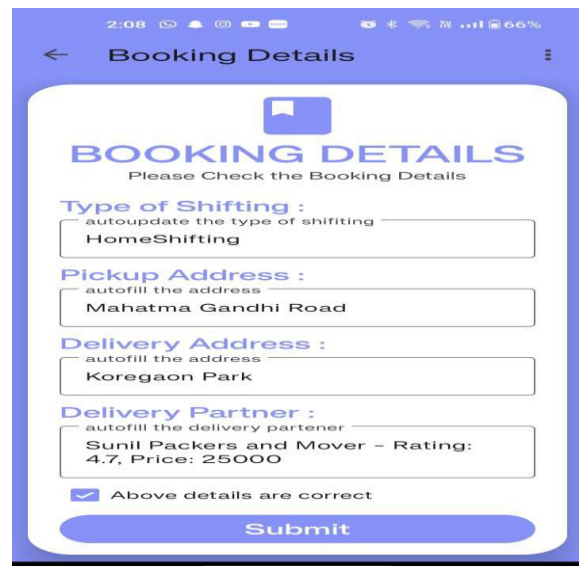 2:08 66%
Booking Details
BOOKING DETAILS
Please Check the Booking Details
Type of Shifting :
autoupdate the type of shifiting
HomeShifting
Pickup Address :
autofill the address
Mahatma Gandhi Road
Delivery Address :
autofill the address
Koregaon Park
Delivery Partner :
autofill the delivery partener
Sunil Packers and Mover – Rating:
4.7, Price: 25000
Above details are correct
Submit